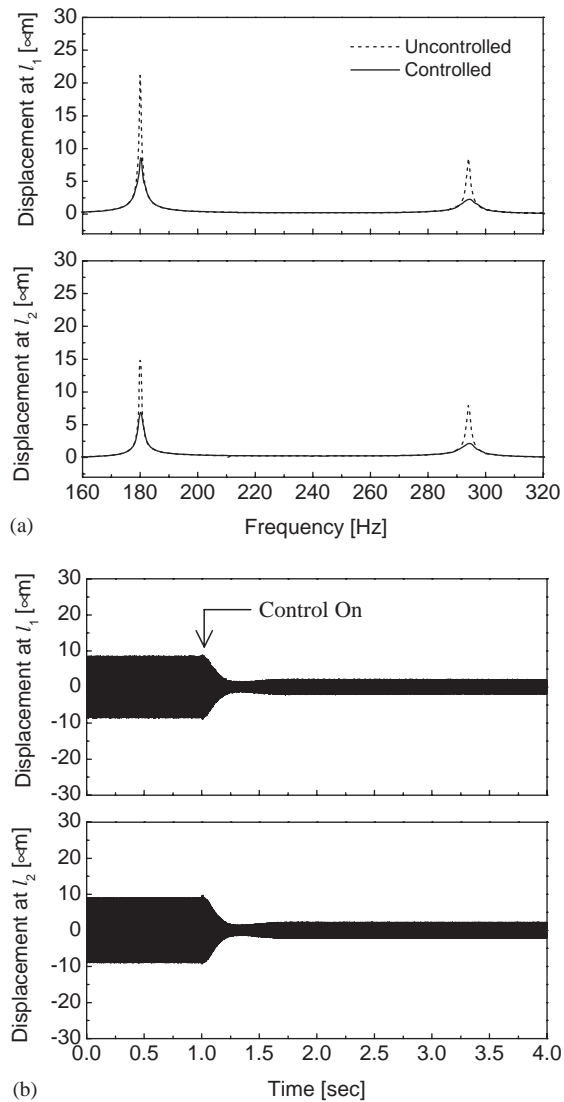 Displacement at l₁ [∝m]
30
25
20
15
10
5
0
Uncontrolled
Controlled
Displacement at l₂ [∝m]
30
25
20
15
10
5
0
160 180 200 220 240 260 280 300 320
(a)
Frequency [Hz]
Displacement at l₁ [∝m]
30
20
10
0
-10
-20
-30
Control On
Displacement at l₂ [∝m]
30
20
10
0
-10
-20
-30
0.0 0.5 1.0 1.5 2.0 2.5 3.0 3.5 4.0
(b)
Time [sec]